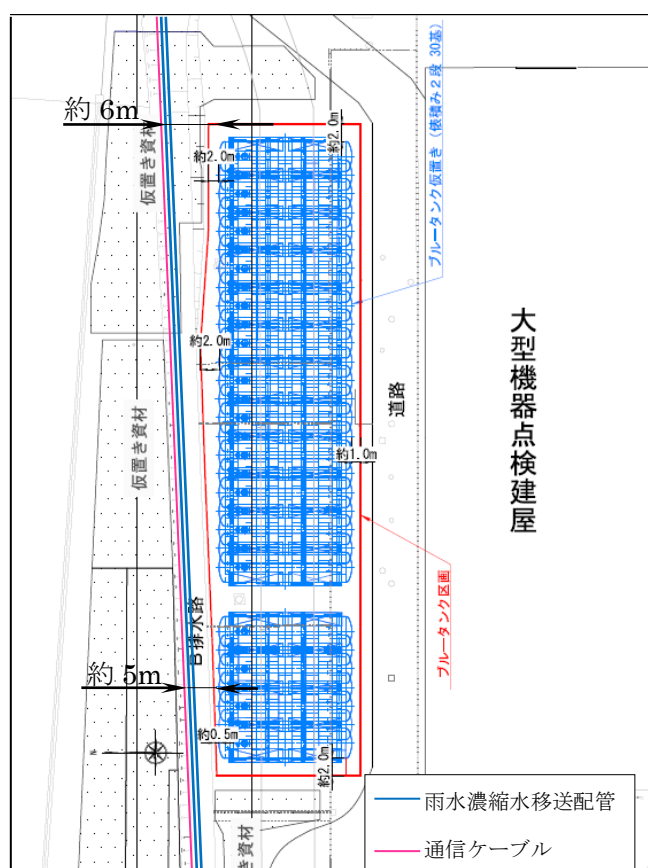 約 6m
仮置き資材
約2.0m
約2.0m
ブルータンク仮置き（俵積み２段 30基）
約2.0m
仮置き資材
道路
約1.0m
大型機器点検建屋
ブルータンク区画
B排水路
約 5m
約0.5m
約2.0m
仮置き資材
雨水濃縮水移送配管
通信ケーブル